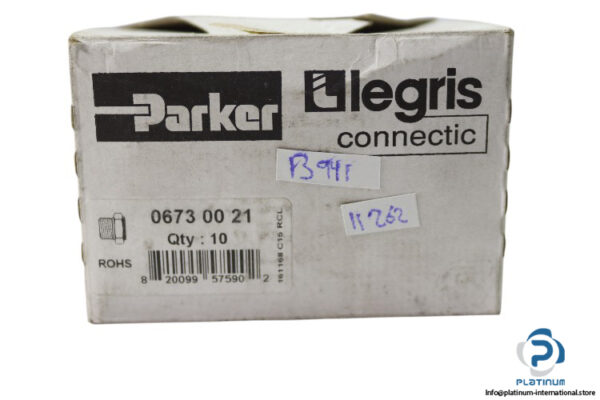 Parker
legris
connectic
B941
11262
0673 00 21
Qty : 10
ROHS
8 20099 57590 2
161168 C15 RCL
PLATINUM
info@platinum-international.store